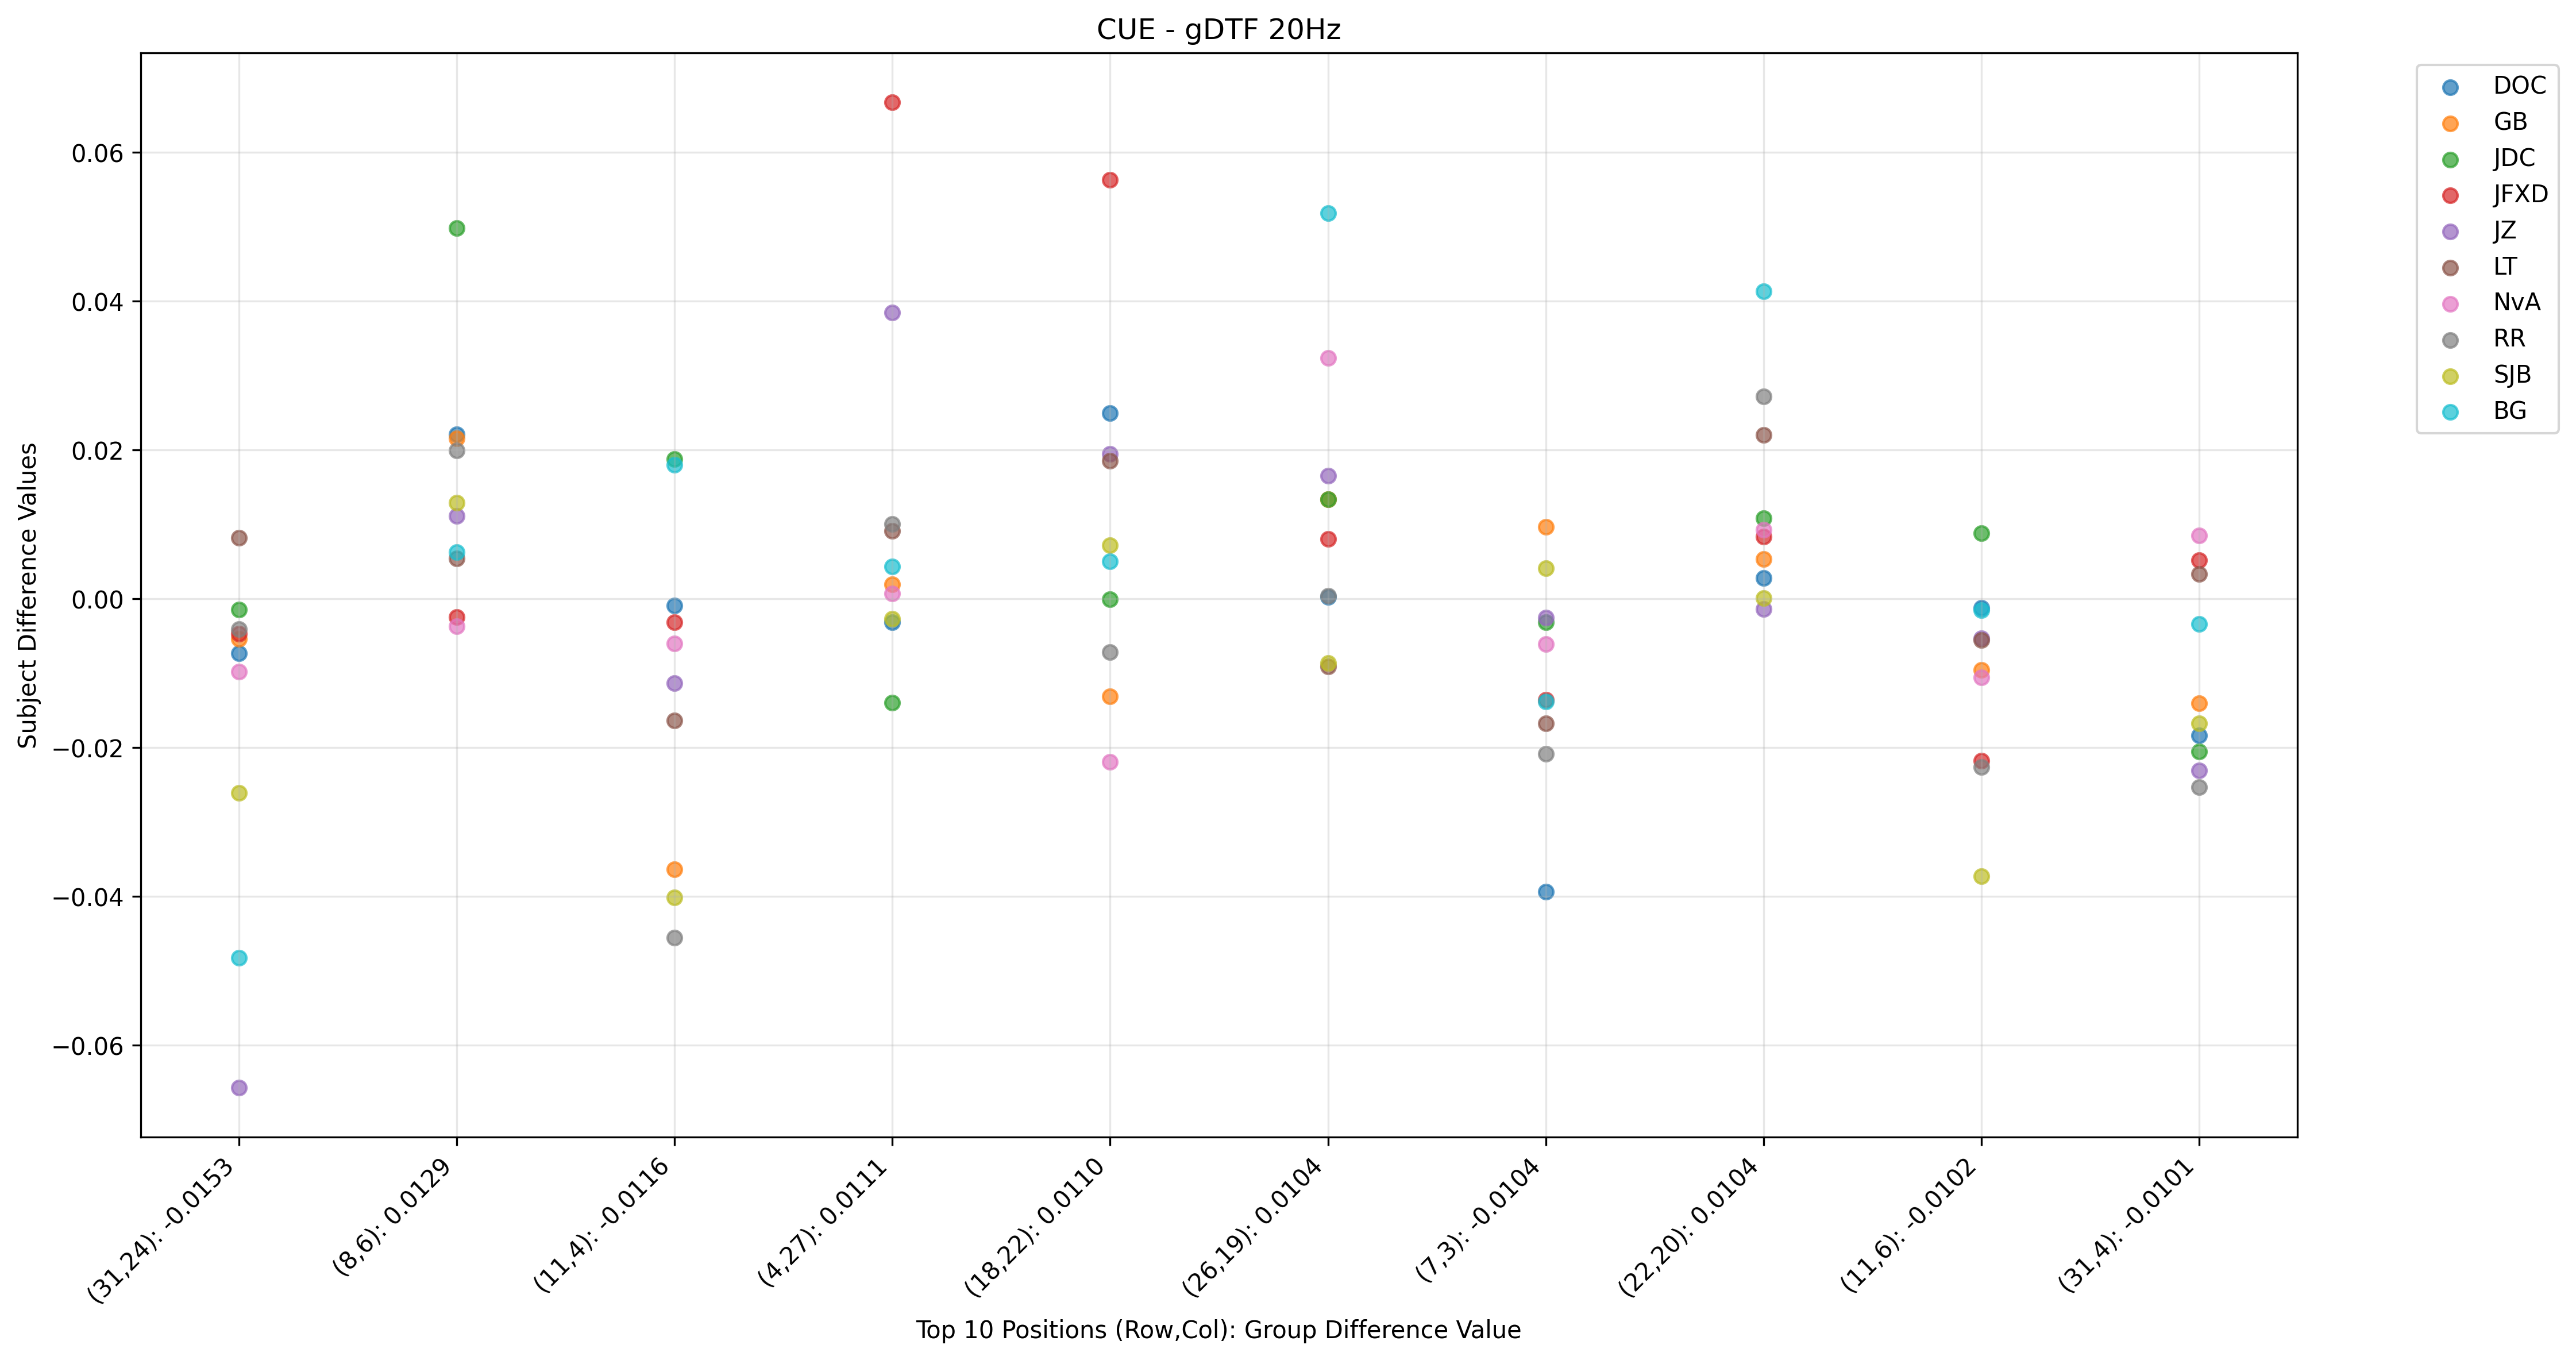 CUE - gDTF 20Hz
Subject Difference Values
0.06
0.04
0.02
0.00
−0.02
−0.04
−0.06
(31,24): -0.0153
(8,6): 0.0129
(11,4): -0.0116
(4,27): 0.0111
(18,22): 0.0110
(26,19): 0.0104
(7,3): -0.0104
(22,20): 0.0104
(11,6): -0.0102
(31,4): -0.0101
Top 10 Positions (Row,Col): Group Difference Value
DOC
GB
JDC
JFXD
JZ
LT
NvA
RR
SJB
BG